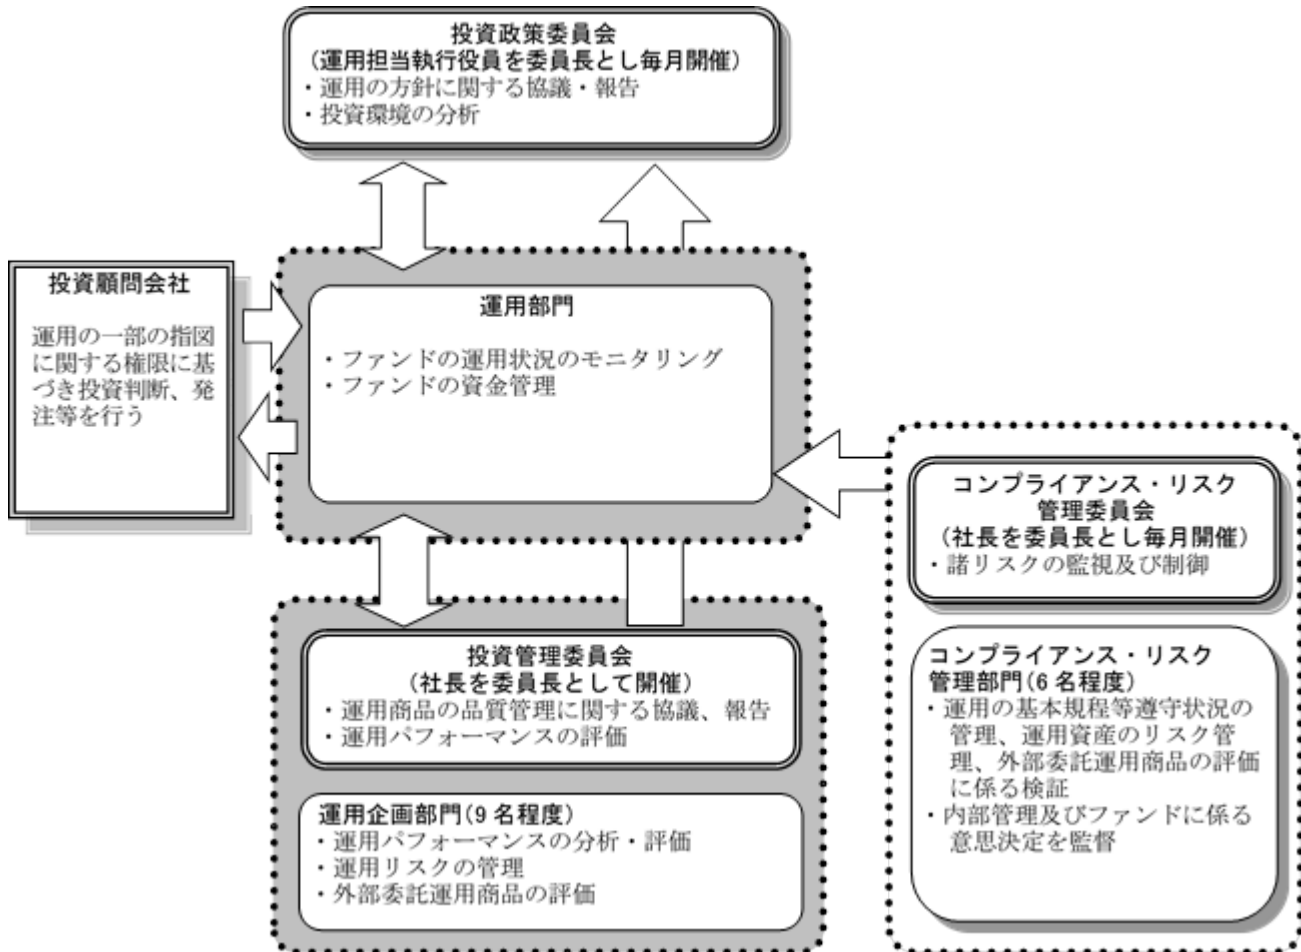 投資政策委員会
(運用担当執行役員を委員長とし毎月開催)
・運用の方針に関する協議・報告
・投資環境の分析
投資顧問会社
運用の一部の指図
に関する権限に基
づき投資判断、発
注等を行う
運用部門
・ファンドの運用状況のモニタリング
・ファンドの資金管理
コンプライアンス・リスク
管理委員会
(社長を委員長とし毎月開催)
・諸リスクの監視及び制御
投資管理委員会
(社長を委員長として開催)
・運用商品の品質管理に関する協議、報告
・運用パフォーマンスの評価
コンプライアンス・リスク
管理部門(6名程度)
・運用の基本規程等遵守状況の
管理、運用資産のリスク管
理、外部委託運用商品の評価
に係る検証
・内部管理及びファンドに係る
意思決定を監督
運用企画部門(9名程度)
・運用パフォーマンスの分析・評価
・運用リスクの管理
・外部委託運用商品の評価